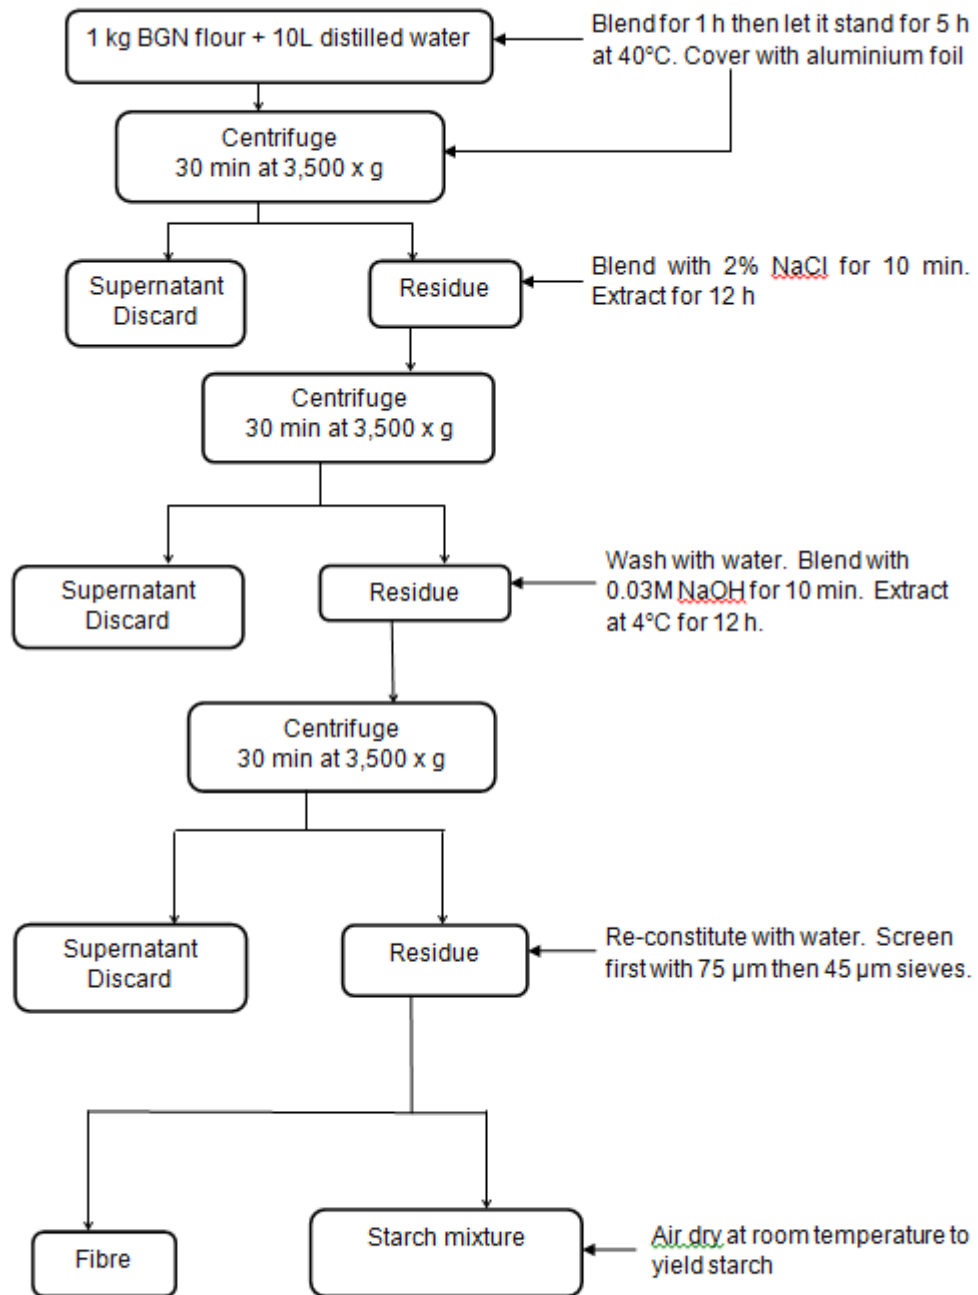 1 kg BGN flour + 10L distilled water
Blend for 1 h then let it stand for 5 h
at 40°C. Cover with aluminium foil
Centrifuge
30 min at 3,500 x g
Supernatant
Discard
Residue
Blend with 2% NaCl for 10 min.
Extract for 12 h
Centrifuge
30 min at 3,500 x g
Supernatant
Discard
Residue
Wash with water. Blend with
0.03M NaOH for 10 min. Extract
at 4°C for 12 h.
Centrifuge
30 min at 3,500 x g
Supernatant
Discard
Residue
Re-constitute with water. Screen
first with 75 µm then 45 µm sieves.
Fibre
Starch mixture
Air dry at room temperature to
yield starch